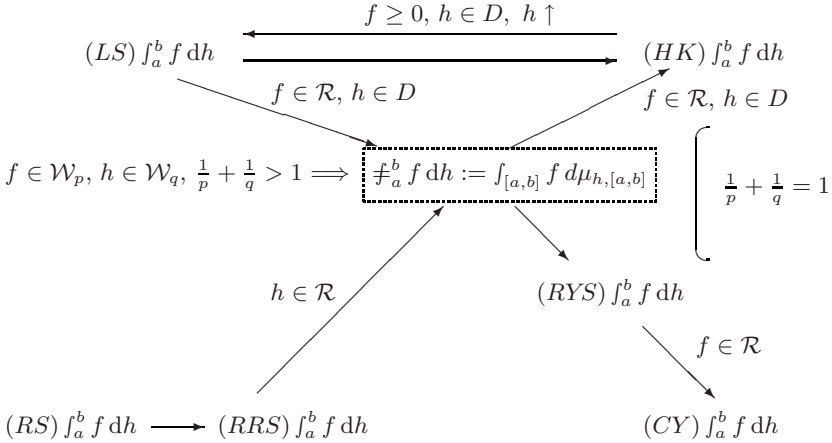 f ≥ 0, h ∈ D, h ↑
(LS) ∫_a^b f dh
(HK) ∫_a^b f dh
f ∈ ℛ, h ∈ D
f ∈ ℛ, h ∈ D
f ∈ 𝒲_p, h ∈ 𝒲_q, 1/p + 1/q > 1 ⟹ ⨎_a^b f dh := ∫_{[a,b]} f dμ_{h,[a,b]}
1/p + 1/q = 1
h ∈ ℛ
(RYS) ∫_a^b f dh
f ∈ ℛ
(RS) ∫_a^b f dh ⟶ (RRS) ∫_a^b f dh
(CY) ∫_a^b f dh